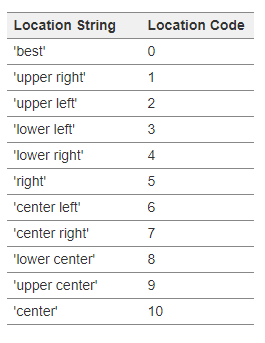 Location String Location Code
'best' 0
'upper right' 1
'upper left' 2
'lower left' 3
'lower right' 4
'right' 5
'center left' 6
'center right' 7
'lower center' 8
'upper center' 9
'center' 10